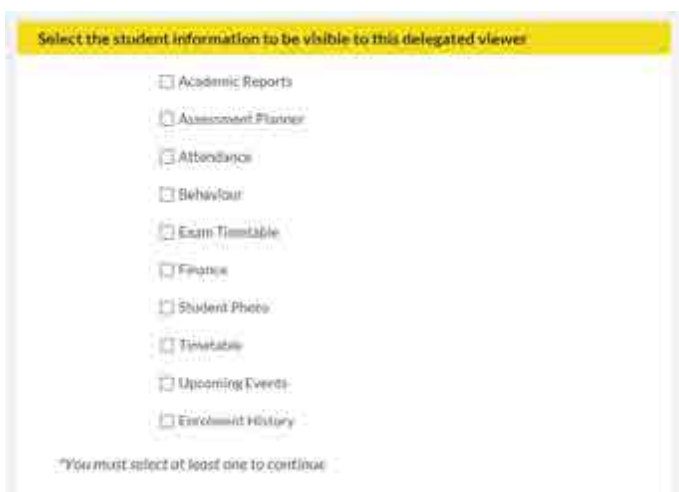 Select the student information to be visible to this delegated viewer
Academic Reports
Assessment Planner
Attendance
Behaviour
Exam Timetable
Finance
Student Photo
Timetable
Upcoming Events
Enrolment History
*You must select at least one to continue